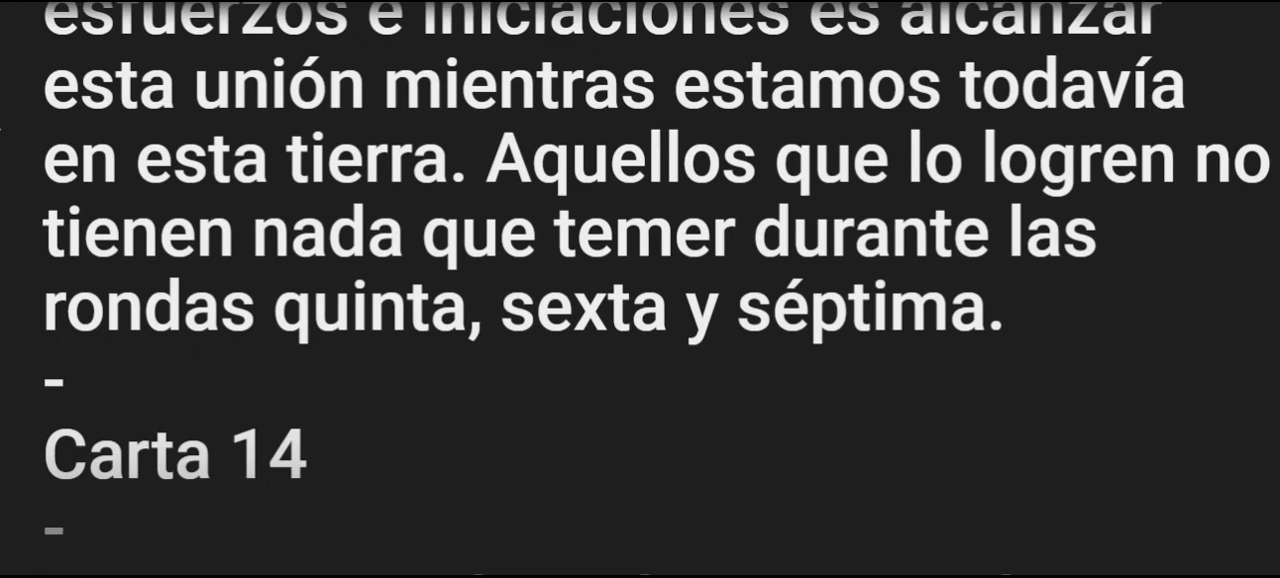 esfuerzos e iniciaciones es alcanzar
esta unión mientras estamos todavía
en esta tierra. Aquellos que lo logren no
tienen nada que temer durante las
rondas quinta, sexta y séptima.
-
Carta 14
-